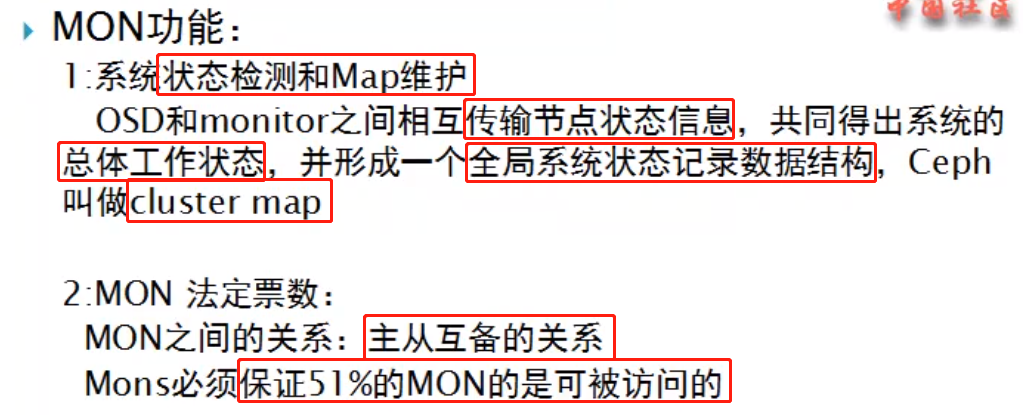 中国社区
MON功能：
1:系统状态检测和Map维护
OSD和monitor之间相互传输节点状态信息，共同得出系统的
总体工作状态，并形成一个全局系统状态记录数据结构，Ceph
叫做cluster map
2:MON 法定票数：
MON之间的关系：主从互备的关系
Mons必须保证51%的MON的是可被访问的